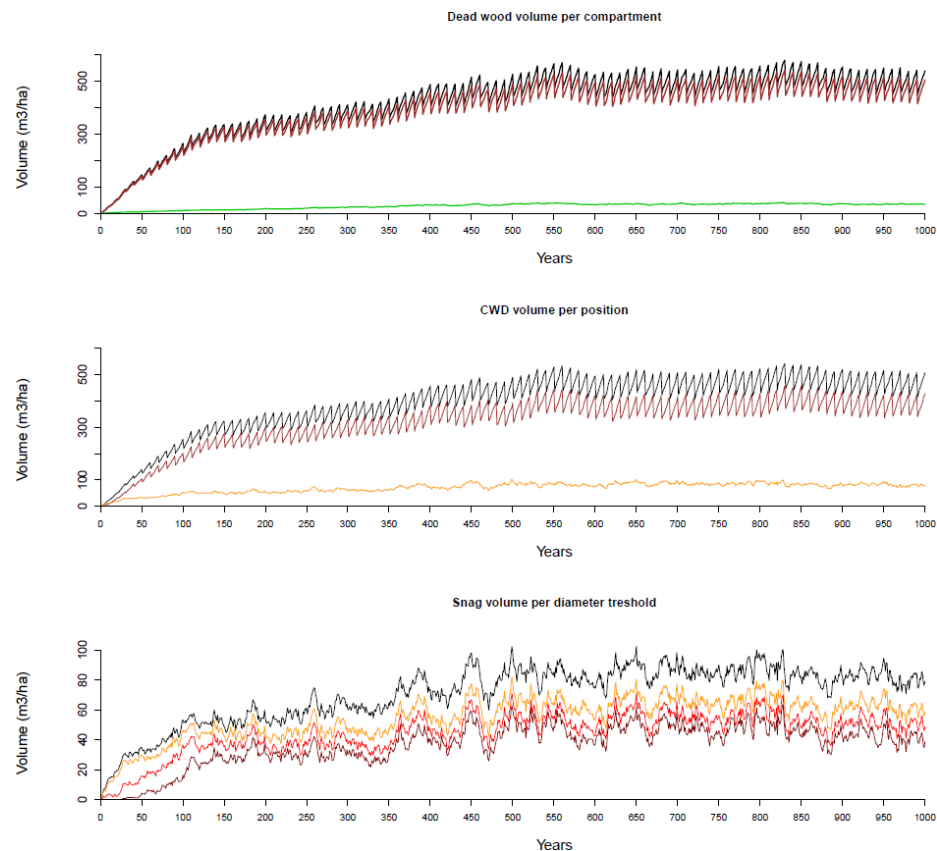 Dead wood volume per compartment
Volume (m3/ha)
500
300
100
0
0 50 100 150 200 250 300 350 400 450 500 550 600 650 700 750 800 850 900 950 1000
Years
CWD volume per position
Volume (m3/ha)
500
300
100
0
0 50 100 150 200 250 300 350 400 450 500 550 600 650 700 750 800 850 900 950 1000
Years
Snag volume per diameter treshold
Volume (m3/ha)
100
80
60
40
20
0
0 50 100 150 200 250 300 350 400 450 500 550 600 650 700 750 800 850 900 950 1000
Years